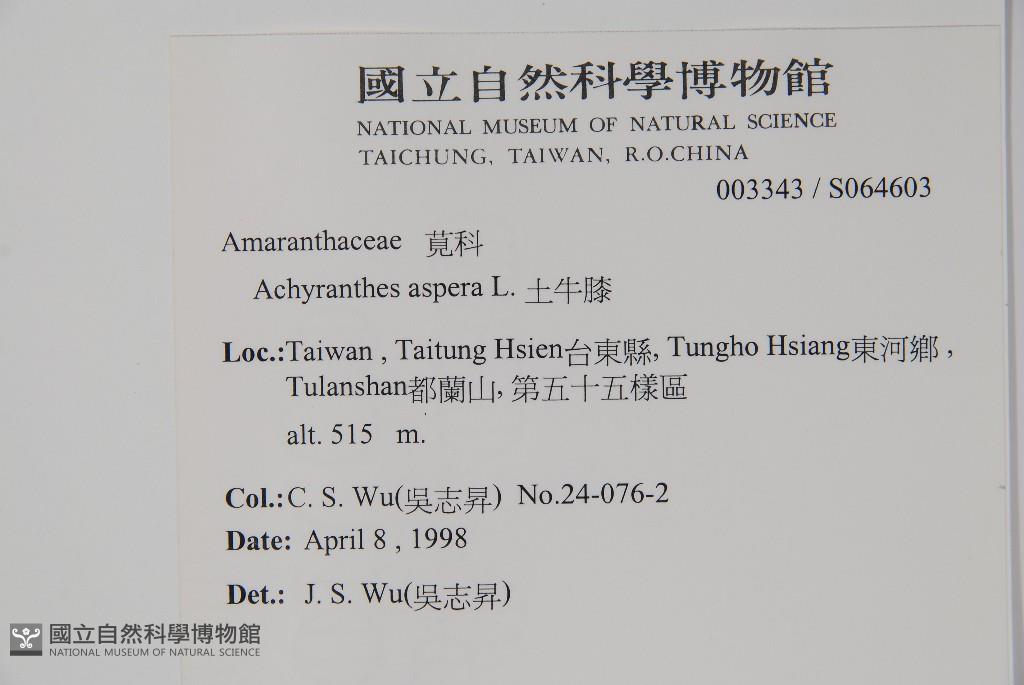 國立自然科學博物館
NATIONAL MUSEUM OF NATURAL SCIENCE
TAICHUNG, TAIWAN, R.O.CHINA
003343 / S064603
Amaranthaceae 莧科
Achyranthes aspera L. 土牛膝
Loc.:Taiwan , Taitung Hsien台東縣, Tungho Hsiang東河鄉 ,
Tulanshan都蘭山, 第五十五樣區
alt. 515 m.
Col.:C. S. Wu(吳志昇) No.24-076-2
Date: April 8 , 1998
Det.: J. S. Wu(吳志昇)
國立自然科學博物館
NATIONAL MUSEUM OF NATURAL SCIENCE